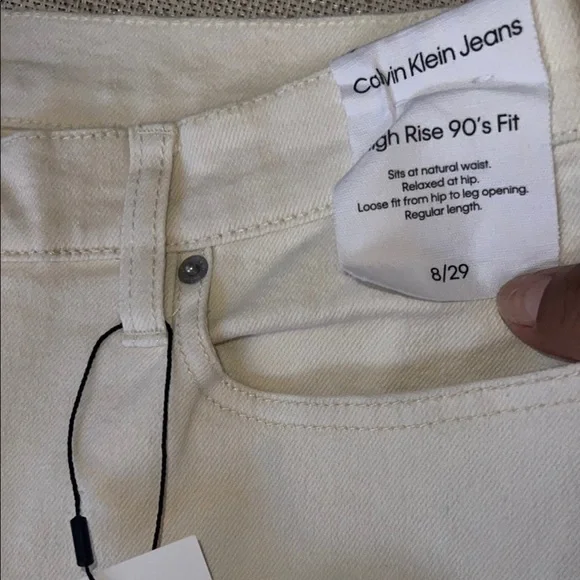 Calvin Klein Jeans
High Rise 90's Fit
Sits at natural waist.
Relaxed at hip.
Loose fit from hip to leg opening.
Regular length.
8/29